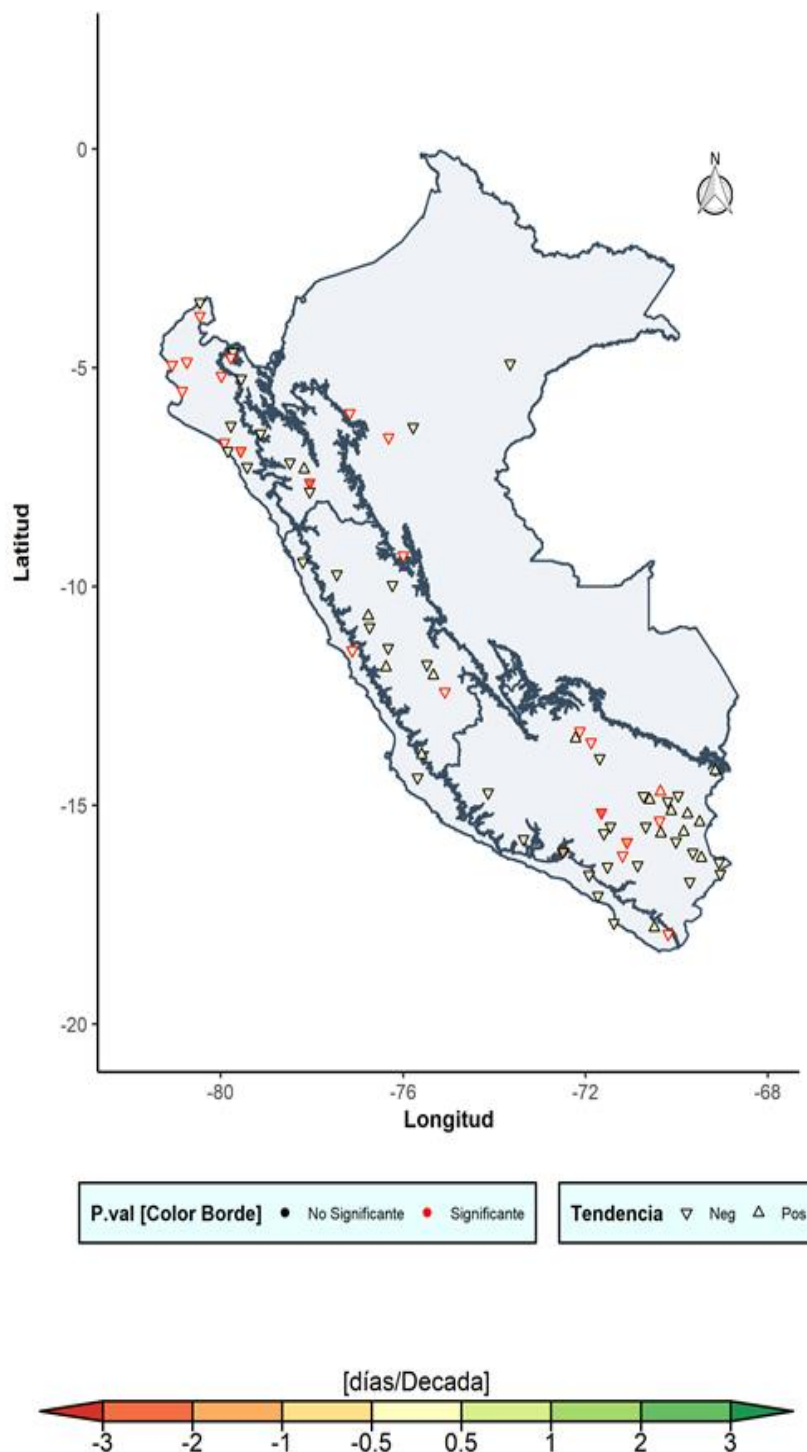 N
0
-5
-10
-15
-20
Latitud
-80 -76 -72 -68
Longitud
P.val [Color Borde] No Significante Significante Tendencia Neg Pos
[días/Decada]
-3 -2 -1 -0.5 0.5 1 2 3